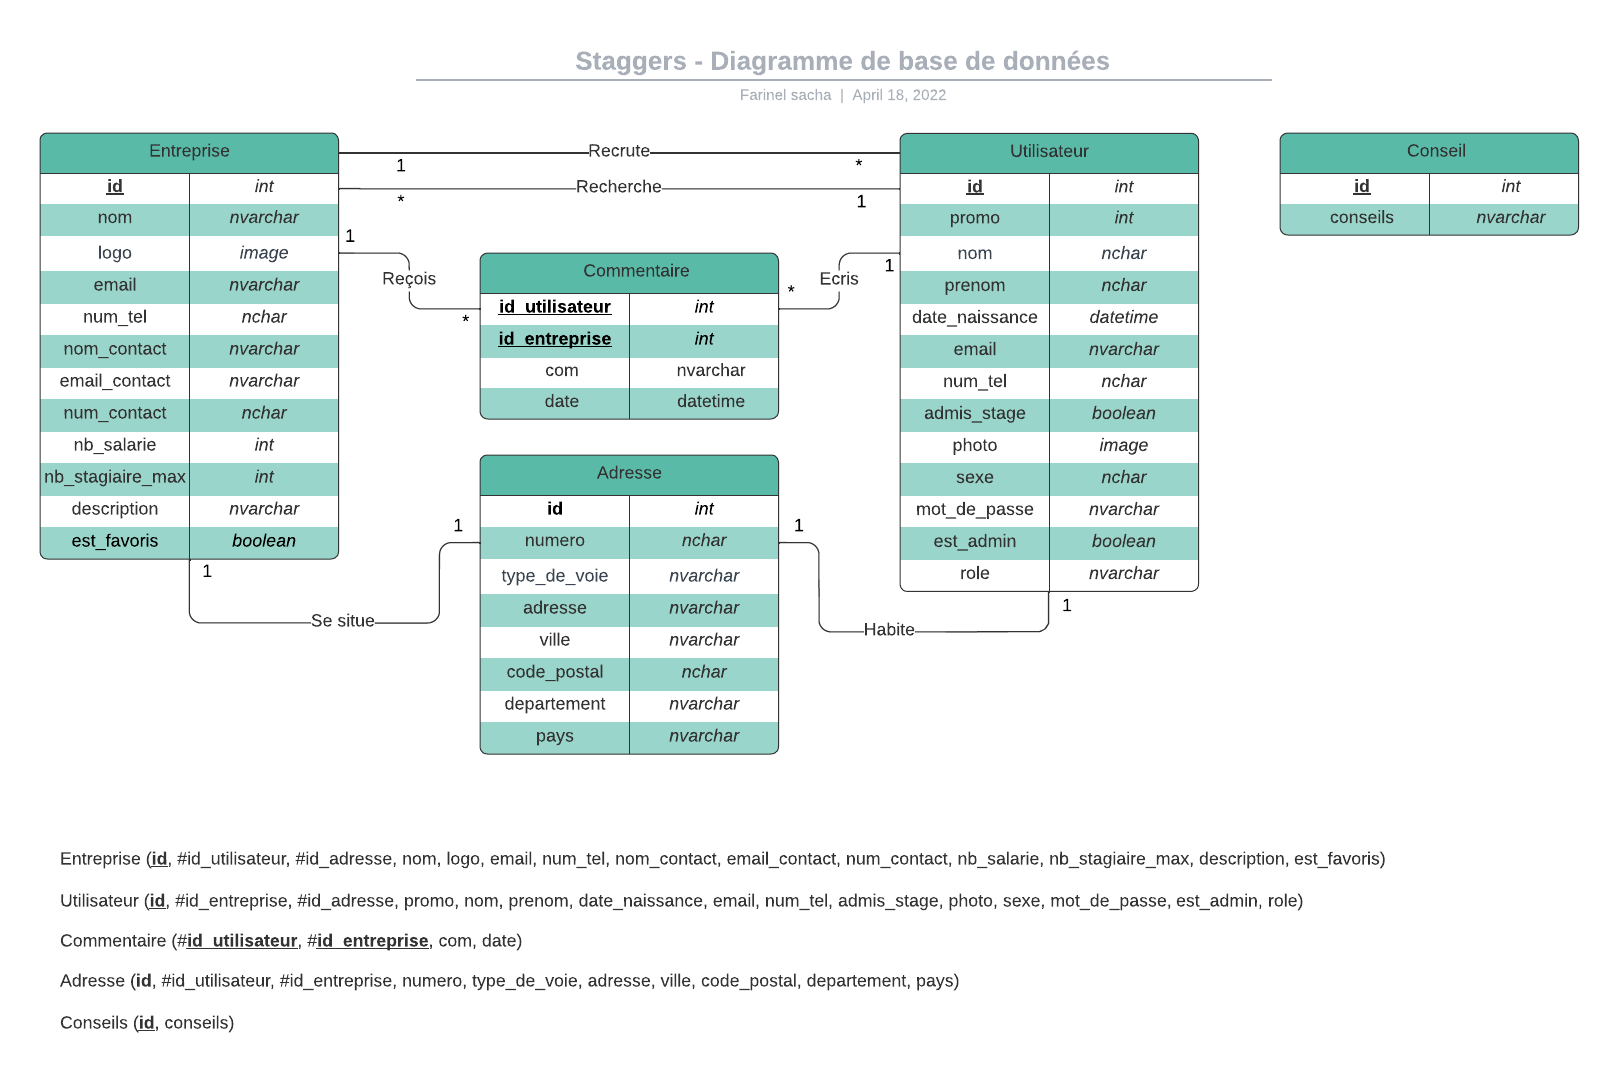 Staggers - Diagramme de base de données
Farinel sacha | April 18, 2022
Entreprise
id int
nom nvarchar
logo image
email nvarchar
num_tel nchar
nom_contact nvarchar
email_contact nvarchar
num_contact nchar
nb_salarie int
nb_stagiaire_max int
description nvarchar
est_favoris boolean
1 Recrute *
* Recherche 1
1 Reçois *
* Ecris 1
Commentaire
id_utilisateur int
id_entreprise int
com nvarchar
date datetime
Adresse
id int
numero nchar
type_de_voie nvarchar
adresse nvarchar
ville nvarchar
code_postal nchar
departement nvarchar
pays nvarchar
1 Se situe 1
1 Habite 1
Utilisateur
id int
promo int
nom nchar
prenom nchar
date_naissance datetime
email nvarchar
num_tel nchar
admis_stage boolean
photo image
sexe nchar
mot_de_passe nvarchar
est_admin boolean
role nvarchar
Conseil
id int
conseils nvarchar
Entreprise (id, #id_utilisateur, #id_adresse, nom, logo, email, num_tel, nom_contact, email_contact, num_contact, nb_salarie, nb_stagiaire_max, description, est_favoris)
Utilisateur (id, #id_entreprise, #id_adresse, promo, nom, prenom, date_naissance, email, num_tel, admis_stage, photo, sexe, mot_de_passe, est_admin, role)
Commentaire (#id_utilisateur, #id_entreprise, com, date)
Adresse (id, #id_utilisateur, #id_entreprise, numero, type_de_voie, adresse, ville, code_postal, departement, pays)
Conseils (id, conseils)